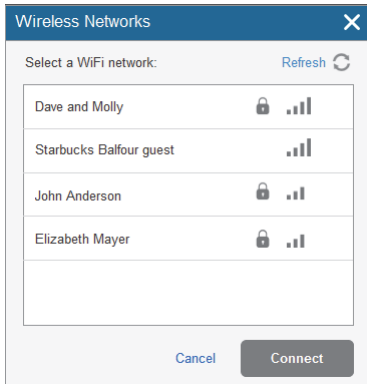 Wireless Networks
Select a WiFi network: Refresh
Dave and Molly
Starbucks Balfour guest
John Anderson
Elizabeth Mayer
Cancel Connect